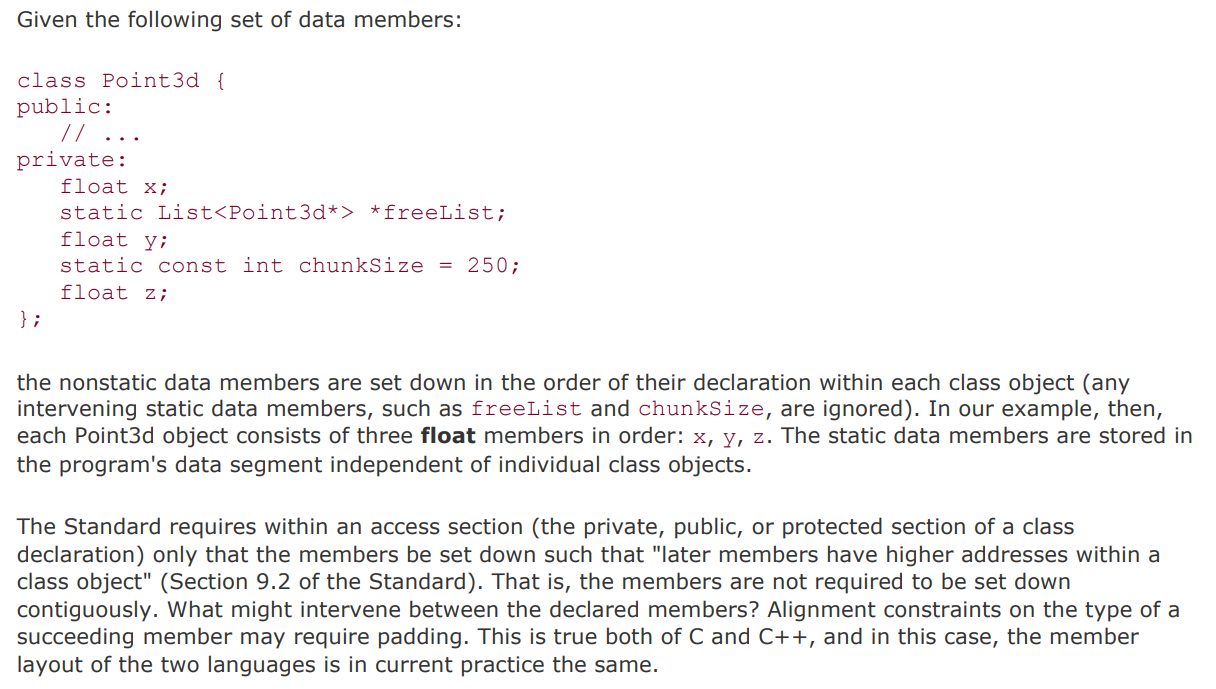 Given the following set of data members:
class Point3d {
public:
   // ...
private:
   float x;
   static List<Point3d*> *freeList;
   float y;
   static const int chunkSize = 250;
   float z;
};
the nonstatic data members are set down in the order of their declaration within each class object (any
intervening static data members, such as freeList and chunkSize, are ignored). In our example, then,
each Point3d object consists of three float members in order: x, y, z. The static data members are stored in
the program's data segment independent of individual class objects.
The Standard requires within an access section (the private, public, or protected section of a class
declaration) only that the members be set down such that "later members have higher addresses within a
class object" (Section 9.2 of the Standard). That is, the members are not required to be set down
contiguously. What might intervene between the declared members? Alignment constraints on the type of a
succeeding member may require padding. This is true both of C and C++, and in this case, the member
layout of the two languages is in current practice the same.